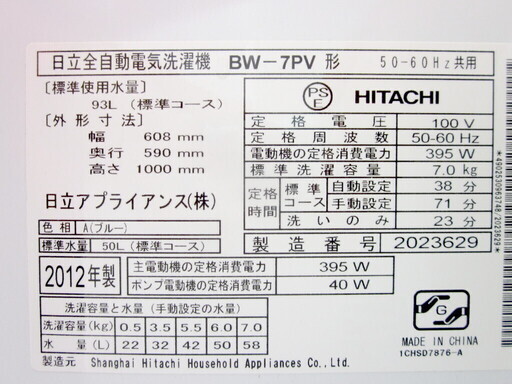 日立全自動電気洗濯機 BW-7PV 形 50-60Hz共用
〔標準使用水量〕
93L（標準コース）
〔外形寸法〕
幅 608 mm
奥行 590 mm
高さ 1000 mm
日立アプライアンス(株)
色相 A(ブルー)
標準水量 50L（標準コース）
PSE HITACHI
定格電圧 100 V
定格周波数 50-60 Hz
電動機の定格消費電力 395 W
標準洗濯容量 7.0 kg
定格時間 標準コース 自動設定 38 分
手動設定 71 分
洗いのみ 23 分
製造番号 2023629
*4902530963748/2023629*
2012年製
主電動機の定格消費電力 395 W
ポンプ電動機の定格消費電力 40 W
洗濯容量と水量（手動設定の水量）
洗濯容量(kg) 0.5 3.5 5.5 6.0 7.0
水量(L) 22 32 42 50 58
製造元 Shanghai Hitachi Household Appliances Co., Ltd.
G
MADE IN CHINA
1CHSD7876-A